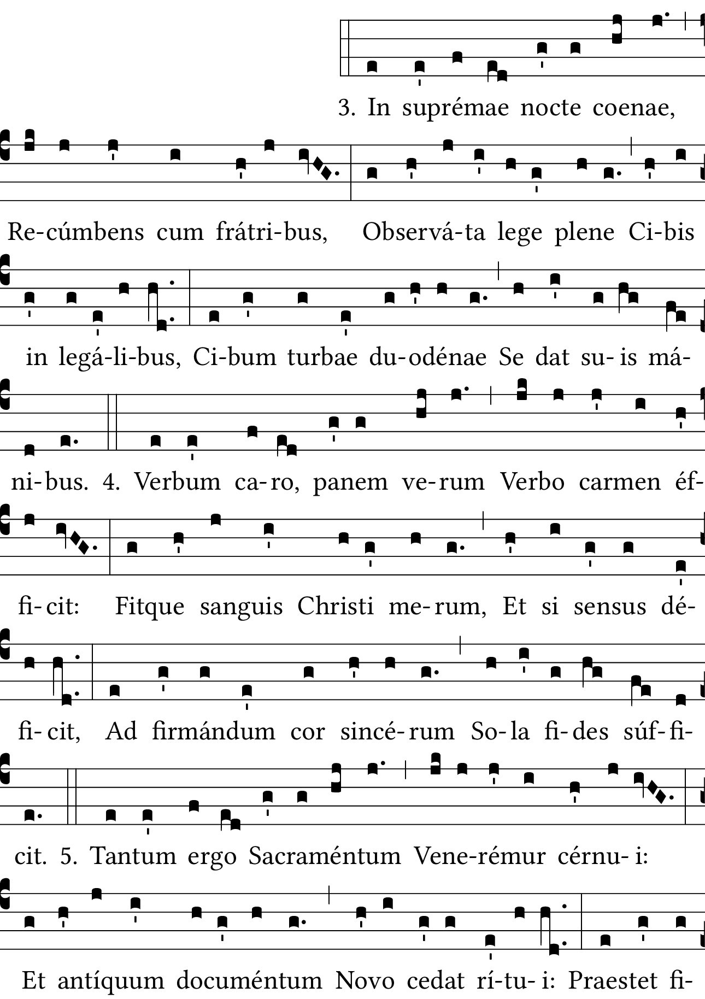 3. In suprémae nocte coenae,
Re-cúmbens cum frátri-bus, Observá-ta lege plene Ci-bis
in legá-li-bus, Ci-bum turbae du-odénae Se dat su-is má-
ni-bus. 4. Verbum ca-ro, panem ve-rum Verbo carmen éf-
fi-cit: Fitque sanguis Christi me-rum, Et si sensus dé-
fi-cit, Ad firmándum cor sincé-rum So-la fi-des súf-fi-
cit. 5. Tantum ergo Sacraméntum Vene-rémur cérnu-i:
Et antíquum documéntum Novo cedat rí-tu-i: Praestet fi-